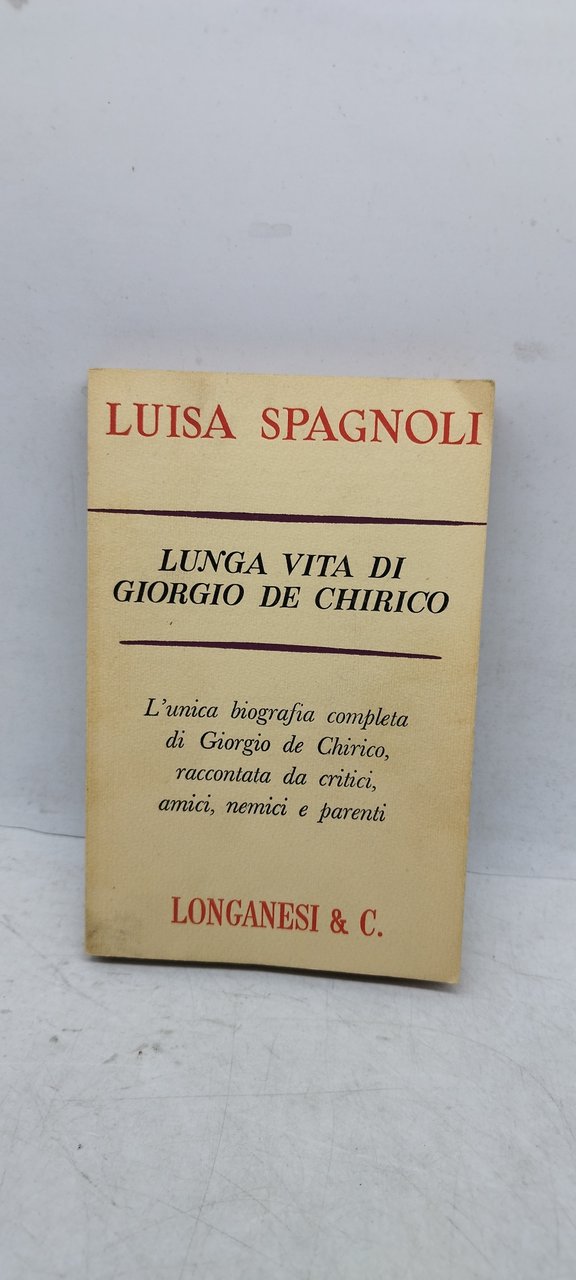 LUISA SPAGNOLI
LUNGA VITA DI
GIORGIO DE CHIRICO
L'unica biografia completa
di Giorgio de Chirico,
raccontata da critici,
amici, nemici e parenti
LONGANESI & C.